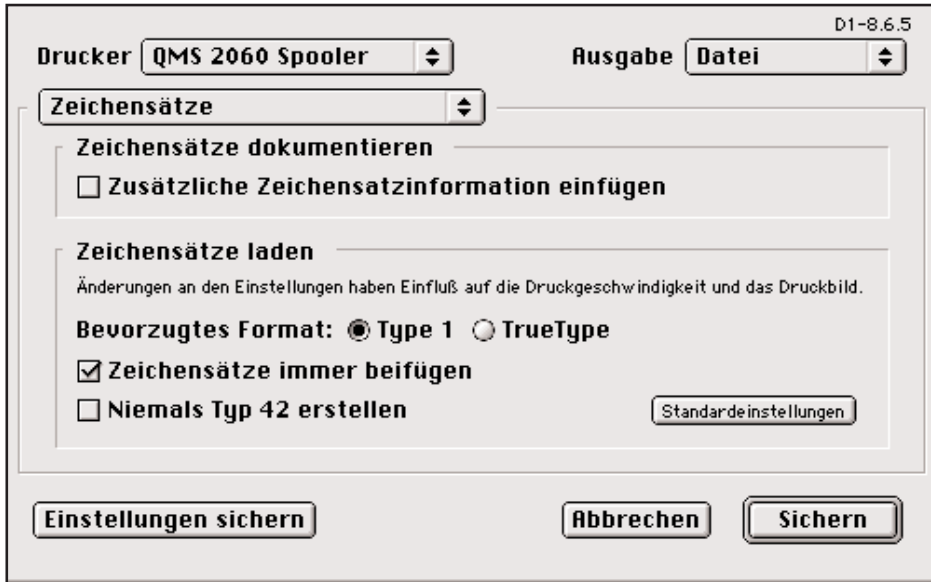 D1-8.6.5
Drucker QMS 2060 Spooler Ausgabe Datei
Zeichensätze
Zeichensätze dokumentieren
Zusätzliche Zeichensatzinformation einfügen
Zeichensätze laden
Änderungen an den Einstellungen haben Einfluß auf die Druckgeschwindigkeit und das Druckbild.
Bevorzugtes Format: Type 1 TrueType
Zeichensätze immer beifügen
Niemals Typ 42 erstellen Standardeinstellungen
Einstellungen sichern Abbrechen Sichern